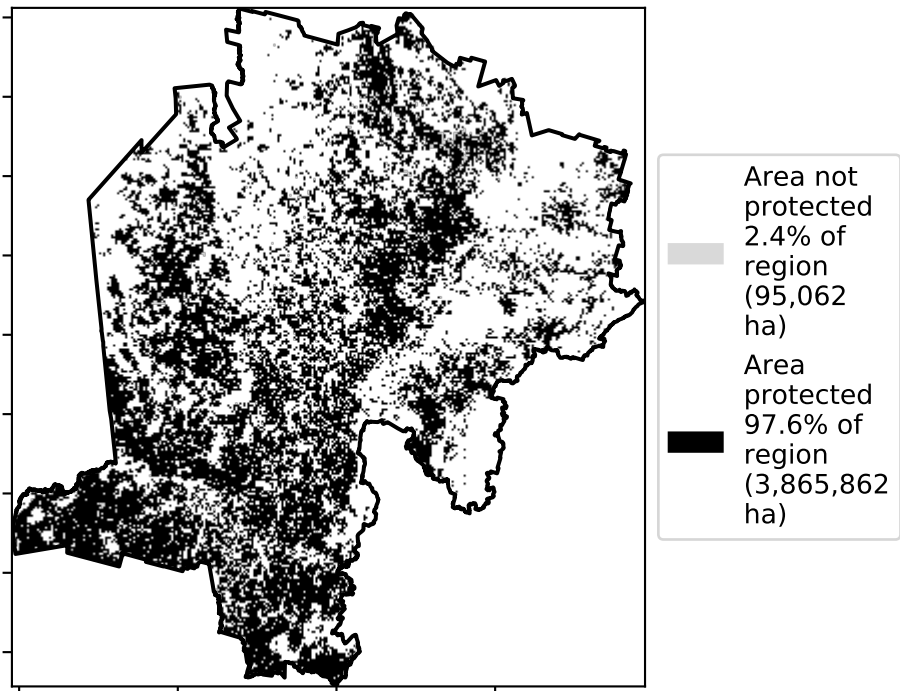 Area not
protected
2.4% of
region
(95,062
ha)
Area
protected
97.6% of
region
(3,865,862
ha)